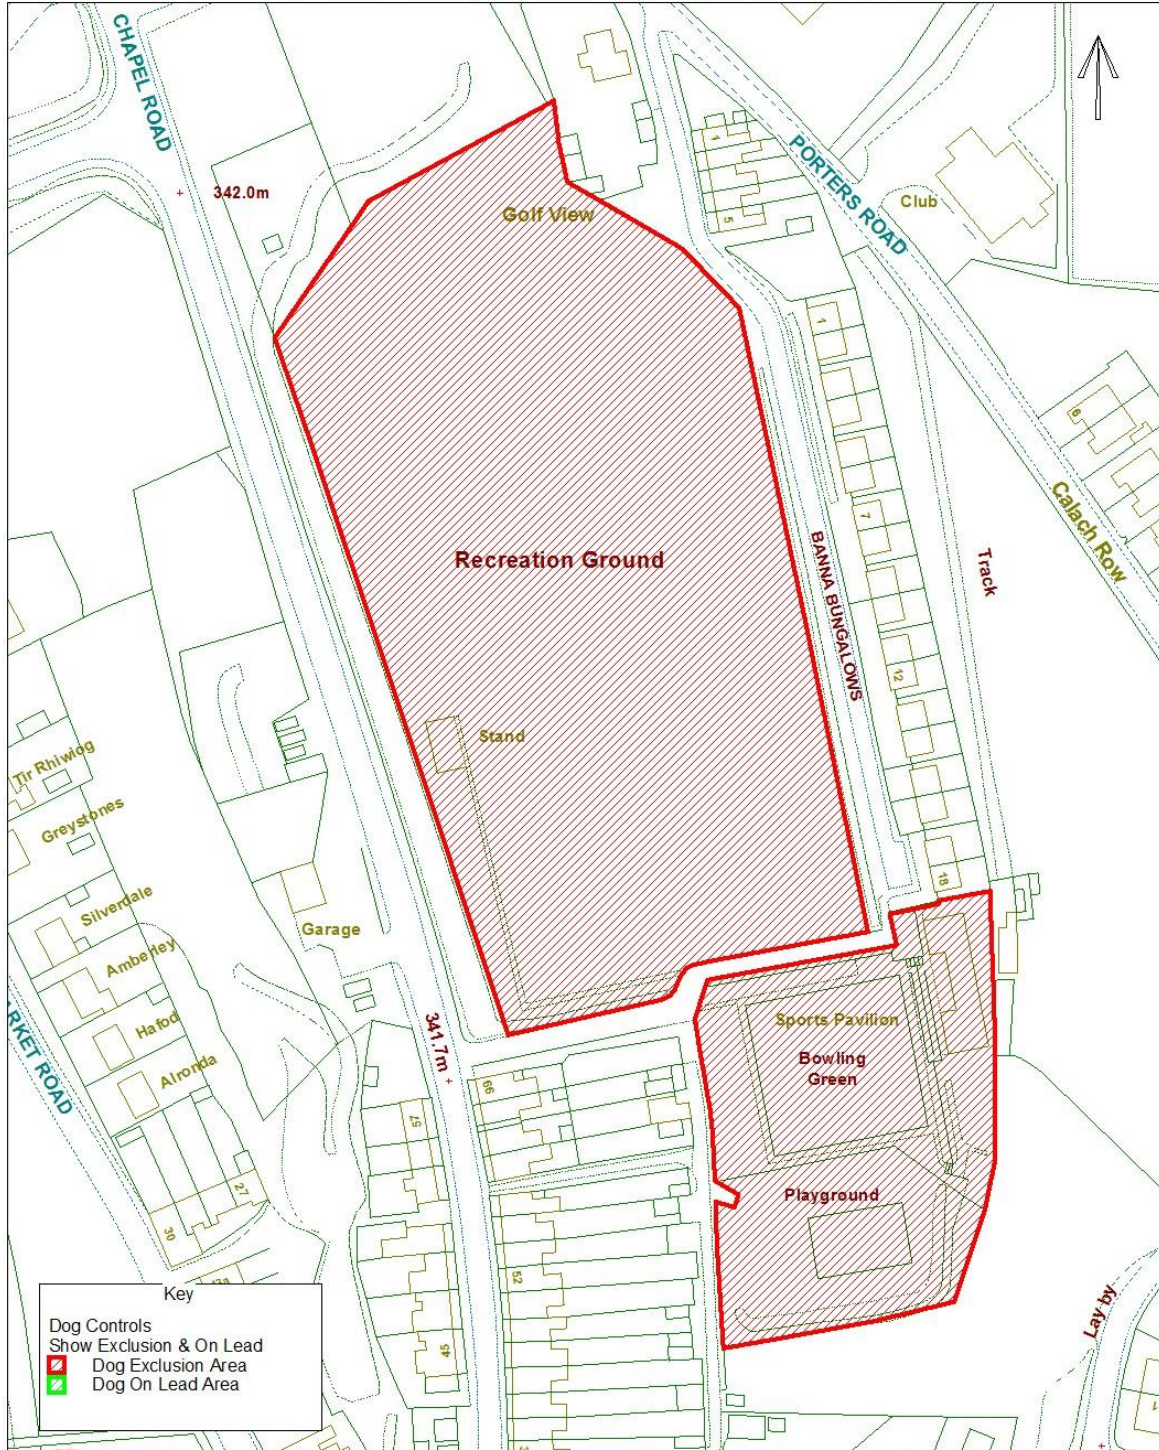 CHAPEL ROAD
342.0m
Golf View
1
5
PORTERS ROAD
Club
1
6
Calach Row
7
Recreation Ground
BANNA BUNGALOWS
Track
12
Stand
18
Tir Rhiwiog
Greystones
Silverdale
Amberley
Hafod
Alronda
Garage
ARKET ROAD
341.7m
Sports Pavilion
Bowling
Green
Playground
66
57
27
30
52
45
Lay by
Key
Dog Controls
Show Exclusion & On Lead
Dog Exclusion Area
Dog On Lead Area